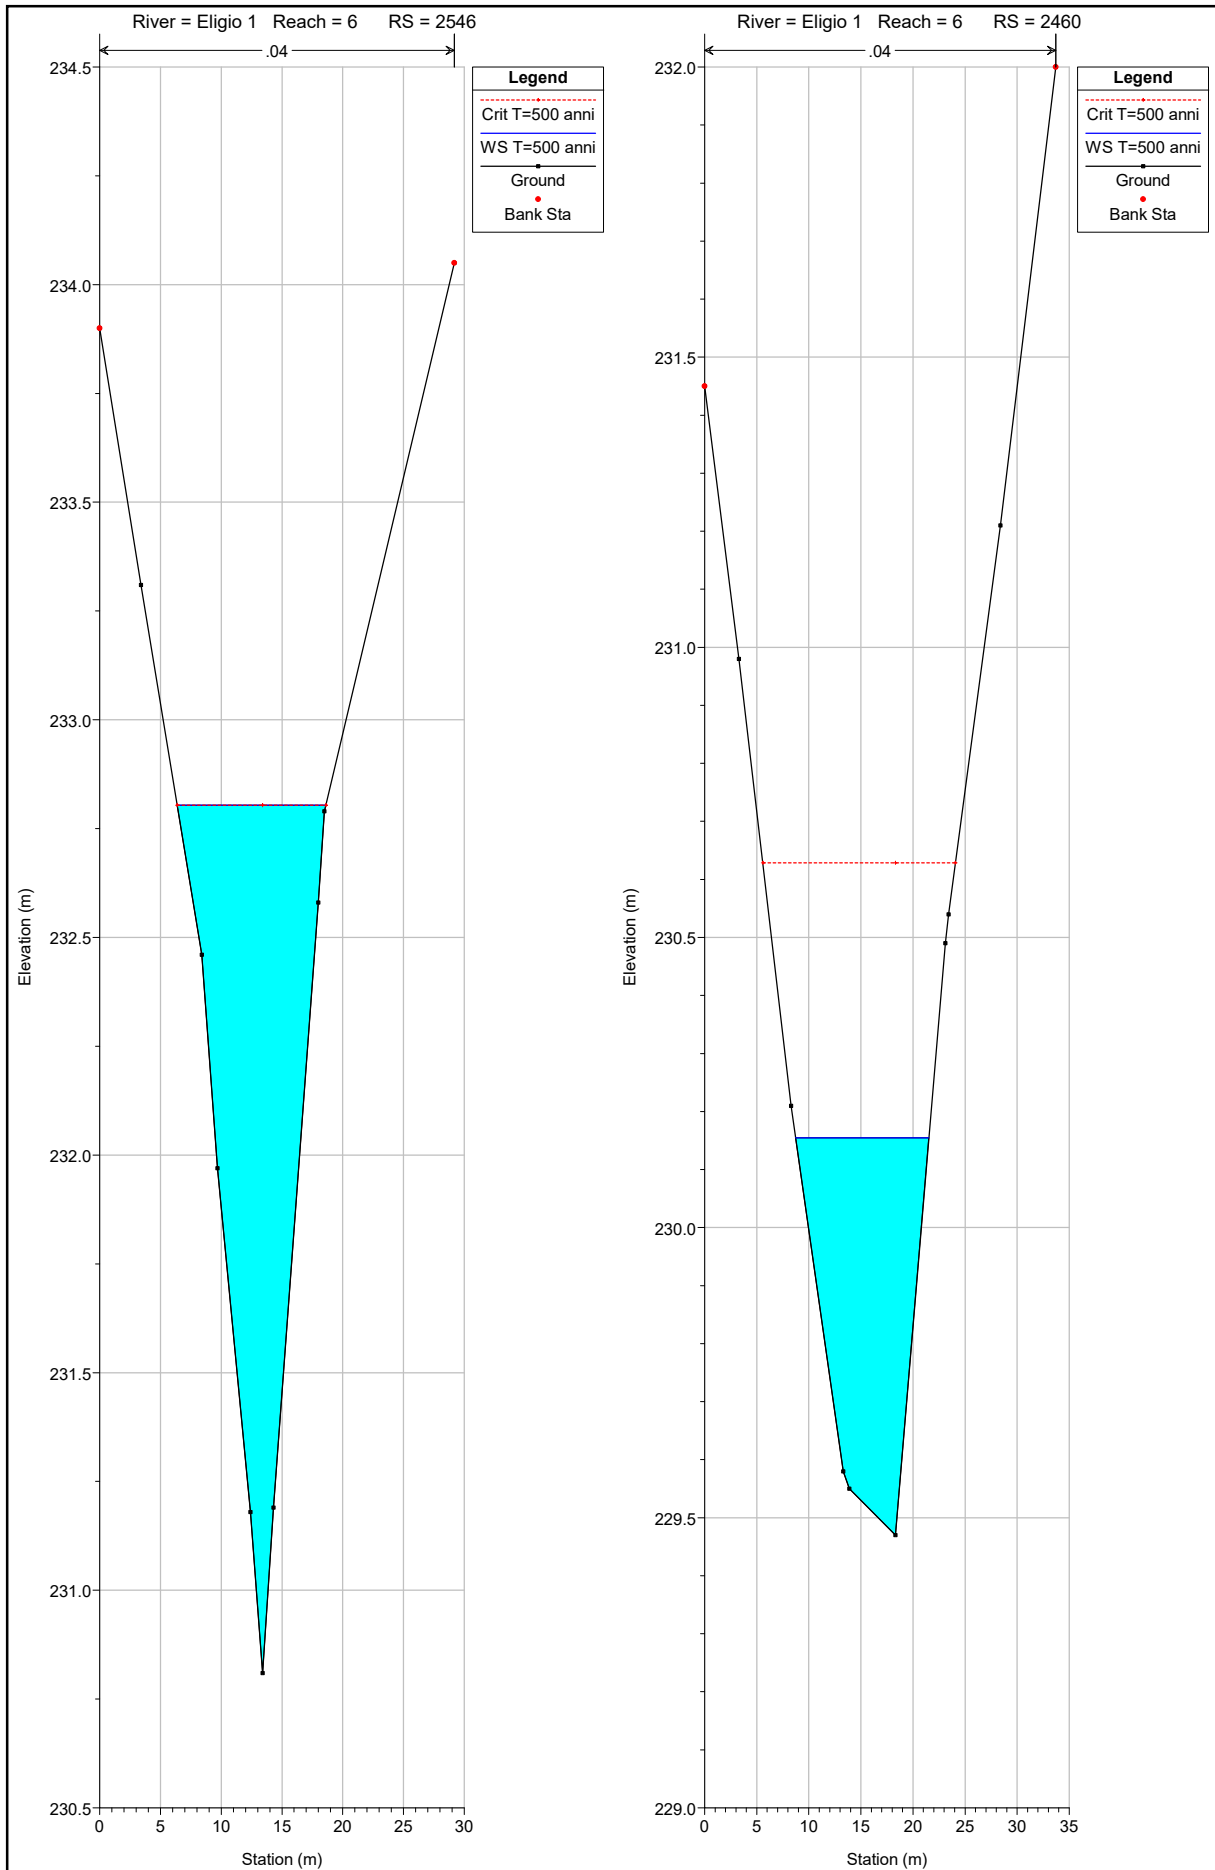 River = Eligio 1 Reach = 6 RS = 2546
.04
Legend
Crit T=500 anni
WS T=500 anni
Ground
Bank Sta
234.5
234.0
233.5
233.0
232.5
232.0
231.5
231.0
230.5
Elevation (m)
0 5 10 15 20 25 30
Station (m)
River = Eligio 1 Reach = 6 RS = 2460
.04
Legend
Crit T=500 anni
WS T=500 anni
Ground
Bank Sta
232.0
231.5
231.0
230.5
230.0
229.5
229.0
Elevation (m)
0 5 10 15 20 25 30 35
Station (m)